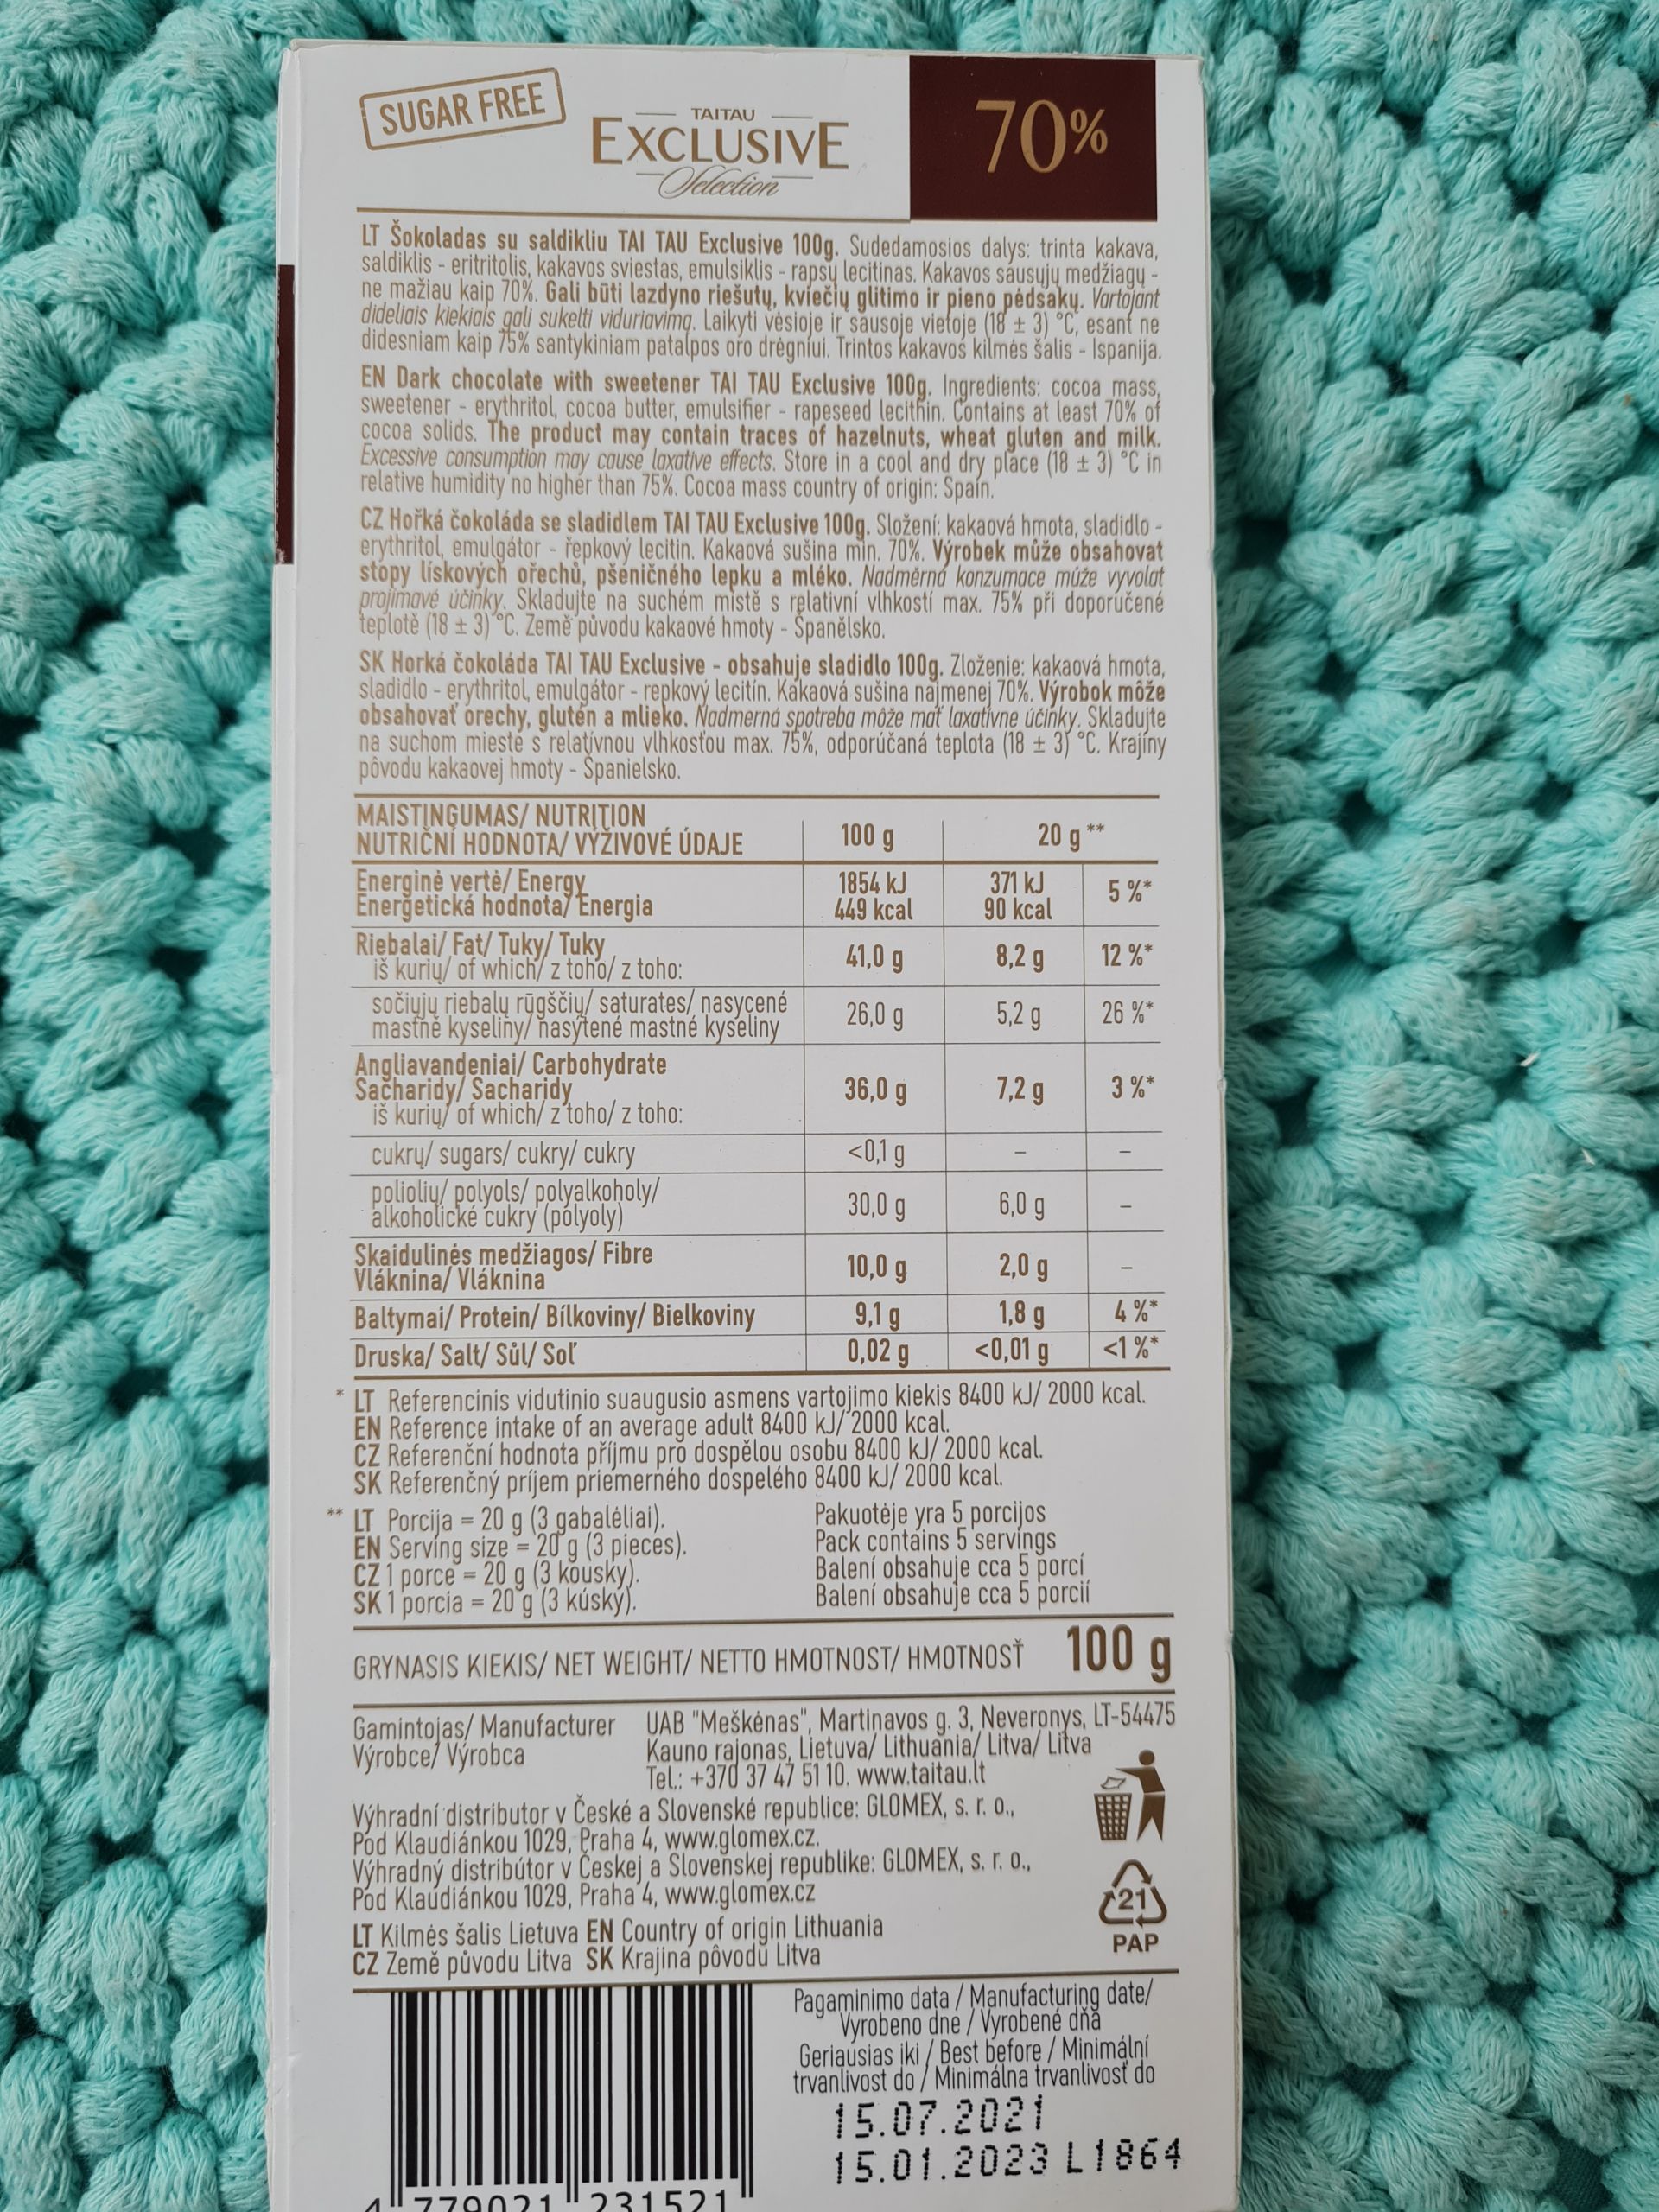 SUGAR FREE
TAITAU
EXCLUSIVE
Selection
70%
LT Šokoladas su saldikliu TAI TAU Exclusive 100g. Sudedamosios dalys: trinta kakava,
saldiklis - eritritolis, kakavos sviestas, emulsiklis - rapsų lecitinas. Kakavos sausųjų medžiagų -
ne mažiau kaip 70%. Gali būti lazdyno riešutų, kviečių glitimo ir pieno pėdsakų. Vartojant
dideliais kiekiais gali sukelti viduriavimą. Laikyti vėsioje ir sausoje vietoje (18 ± 3) °C, esant ne
didesniam kaip 75% santykiniam patalpos oro drėgniui. Trintos kakavos kilmės šalis - Ispanija.
EN Dark chocolate with sweetener TAI TAU Exclusive 100g. Ingredients: cocoa mass,
sweetener - erythritol, cocoa butter, emulsifier - rapeseed lecithin. Contains at least 70% of
cocoa solids. The product may contain traces of hazelnuts, wheat gluten and milk.
Excessive consumption may cause laxative effects. Store in a cool and dry place (18 ± 3) °C in
relative humidity no higher than 75%. Cocoa mass country of origin: Spain.
CZ Hořká čokoláda se sladidlem TAI TAU Exclusive 100g. Složení: kakaová hmota, sladidlo -
erythritol, emulgátor - řepkový lecitin. Kakaová sušina min. 70%. Výrobek může obsahovat
stopy lískových ořechů, pšeničného lepku a mléko. Nadměrná konzumace může vyvolat
projímavé účinky. Skladujte na suchém místě s relativní vlhkostí max. 75% při doporučené
teplotě (18 ± 3) °C. Země původu kakaové hmoty - Španělsko.
SK Horká čokoláda TAI TAU Exclusive - obsahuje sladidlo 100g. Zloženie: kakaová hmota,
sladidlo - erythritol, emulgátor - repkový lecitín. Kakaová sušina najmenej 70%. Výrobok môže
obsahovať orechy, glutén a mlieko. Nadmerná spotreba môže mať laxatívne účinky. Skladujte
na suchom mieste s relatívnou vlhkosťou max. 75%, odporúčaná teplota (18 ± 3) °C. Krajiny
pôvodu kakaovej hmoty - Španielsko.
MAISTINGUMAS/ NUTRITION
NUTRIČNÍ HODNOTA/ VÝŽIVOVÉ ÚDAJE
100 g
20 g **
Energinė vertė/ Energy
Energetická hodnota/ Energia
1854 kJ
449 kcal
371 kJ
90 kcal
5 %*
Riebalai/ Fat/ Tuky/ Tuky
iš kurių/ of which/ z toho/ z toho:
41,0 g
8,2 g
12 %*
sočiųjų riebalų rūgščių/ saturates/ nasycené
mastné kyseliny/ nasýtené mastné kyseliny
26,0 g
5,2 g
26 %*
Angliavandeniai/ Carbohydrate
Sacharidy/ Sacharidy
iš kurių/ of which/ z toho/ z toho:
36,0 g
7,2 g
3 %*
cukrų/ sugars/ cukry/ cukry
<0,1 g
–
–
poliolių/ polyols/ polyalkoholy/
alkoholické cukry (polyoly)
30,0 g
6,0 g
–
Skaidulinės medžiagos/ Fibre
Vláknina/ Vláknina
10,0 g
2,0 g
–
Baltymai/ Protein/ Bílkoviny/ Bielkoviny
9,1 g
1,8 g
4 %*
Druska/ Salt/ Sůl/ Soľ
0,02 g
<0,01 g
<1 %*
* LT Referencinis vidutinio suaugusio asmens vartojimo kiekis 8400 kJ/ 2000 kcal.
EN Reference intake of an average adult 8400 kJ/ 2000 kcal.
CZ Referenční hodnota příjmu pro dospělou osobu 8400 kJ/ 2000 kcal.
SK Referenčný príjem priemerného dospelého 8400 kJ/ 2000 kcal.
** LT Porcija = 20 g (3 gabalėliai).
EN Serving size = 20 g (3 pieces).
CZ 1 porce = 20 g (3 kousky).
SK 1 porcia = 20 g (3 kúsky).
Pakuotėje yra 5 porcijos
Pack contains 5 servings
Balení obsahuje cca 5 porcí
Balení obsahuje cca 5 porcií
GRYNASIS KIEKIS/ NET WEIGHT/ NETTO HMOTNOST/ HMOTNOSŤ 100 g
Gamintojas/ Manufacturer
Výrobce/ Výrobca
UAB "Meškėnas", Martinavos g. 3, Neveronys, LT-54475
Kauno rajonas, Lietuva/ Lithuania/ Litva/ Litva
Tel.: +370 37 47 51 10. www.taitau.lt
Výhradní distributor v České a Slovenské republice: GLOMEX, s. r. o.,
Pod Klaudiánkou 1029, Praha 4, www.glomex.cz.
Výhradný distribútor v Českej a Slovenskej republike: GLOMEX, s. r. o.,
Pod Klaudiánkou 1029, Praha 4, www.glomex.cz
21
PAP
LT Kilmės šalis Lietuva EN Country of origin Lithuania
CZ Země původu Litva SK Krajina pôvodu Litva
Pagaminimo data / Manufacturing date/
Vyrobeno dne / Vyrobené dňa
Geriausias iki / Best before / Minimální
trvanlivost do / Minimálna trvanlivosť do
15.07.2021
15.01.2023 L1864
4 779021 231521